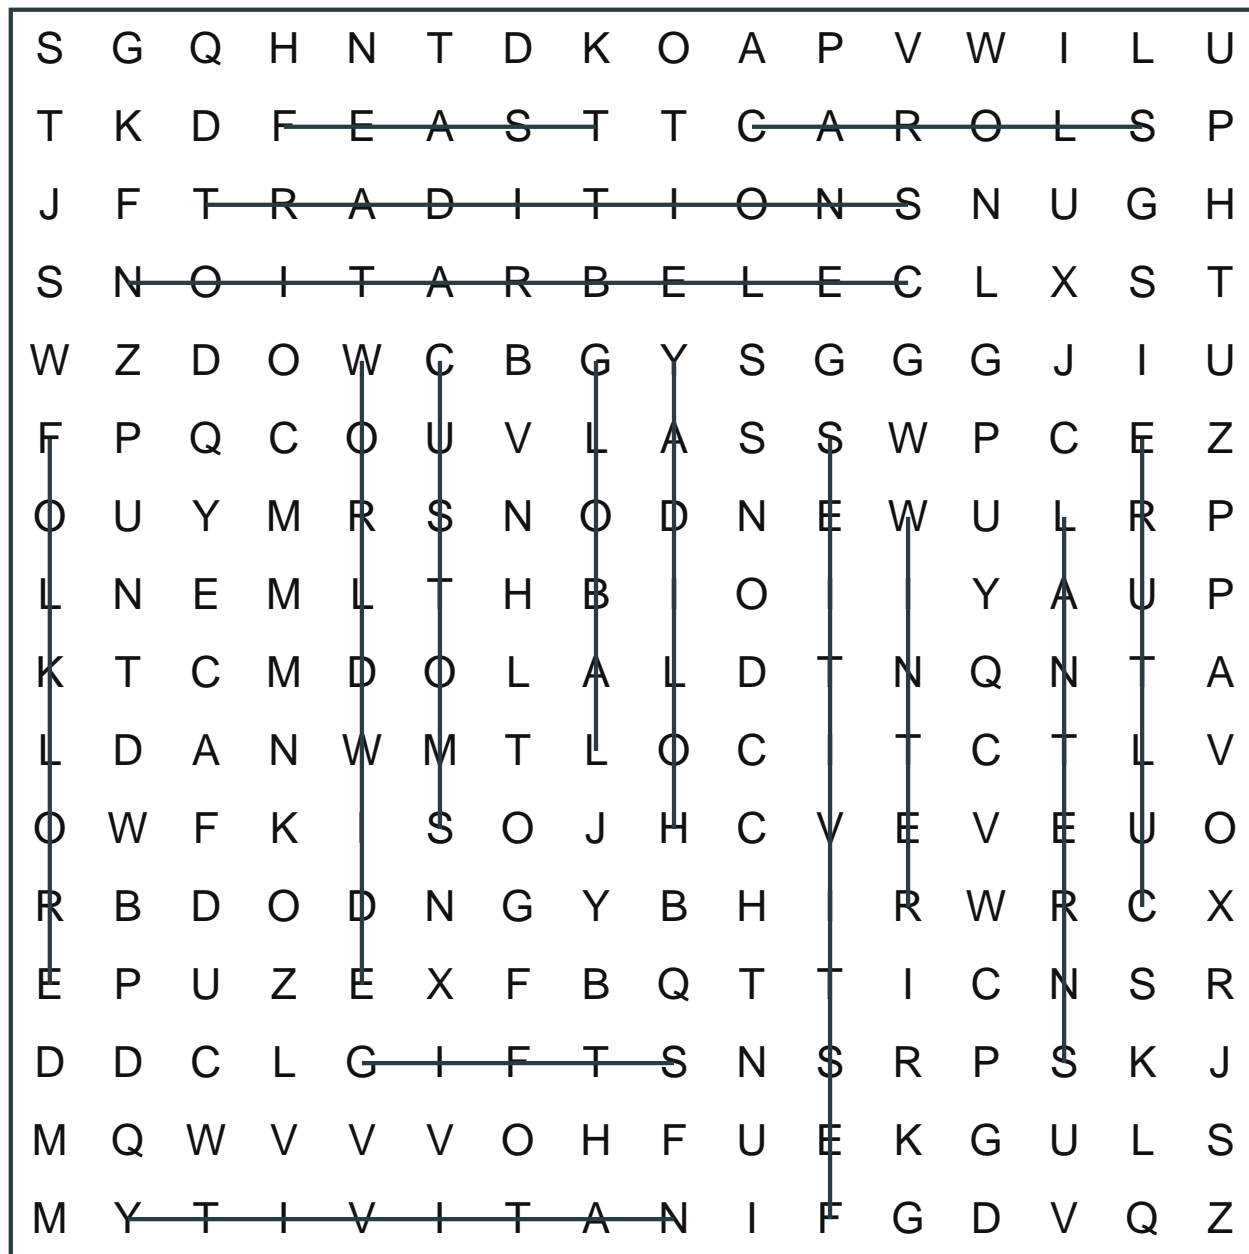 S G Q H N T D K O A P V W I L U
T K D F E A S T T C A R O L S P
J F T R A D I T I O N S N U G H
S N O I T A R B E L E C L X S T
W Z D O W C B G Y S G G G J I U
F P Q C O U V L A S S W P C E Z
O U Y M R S N O D N E W U L R P
L N E M L T H B I O I I Y A U P
K T C M D O L A L D T N Q N T A
L D A N W M T L O C I T C T L V
O W F K I S O J H C V E V E U O
R B D O D N G Y B H I R W R C X
E P U Z E X F B Q T T I C N S R
D D C L G I F T S N S R P S K J
M Q W V V V O H F U E K G U L S
M Y T I V I T A N I F G D V Q Z